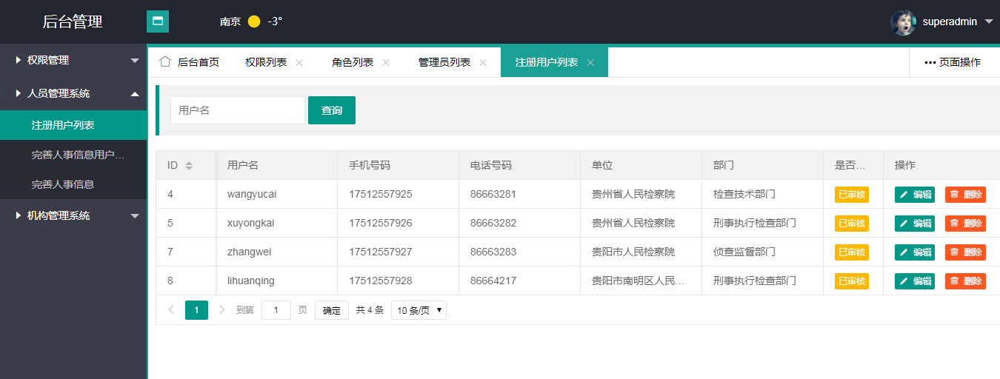 后台管理
南京 -3°
superadmin
权限管理
人员管理系统
注册用户列表
完善人事信息用户...
完善人事信息
机构管理系统
后台首页 权限列表 角色列表 管理员列表 注册用户列表 ••• 页面操作
用户名 查询
ID 用户名 手机号码 电话号码 单位 部门 是否... 操作
4 wangyucai 17512557925 86663281 贵州省人民检察院 检查技术部门 已审核 编辑 删除
5 xuyongkai 17512557926 86663282 贵州省人民检察院 刑事执行检查部门 已审核 编辑 删除
7 zhangwei 17512557927 86663283 贵阳市人民检察院 侦查监督部门 已审核 编辑 删除
8 lihuanqing 17512557928 86664217 贵阳市南明区人民... 刑事执行检查部门 已审核 编辑 删除
1 到第 1 页 确定 共 4 条 10 条/页